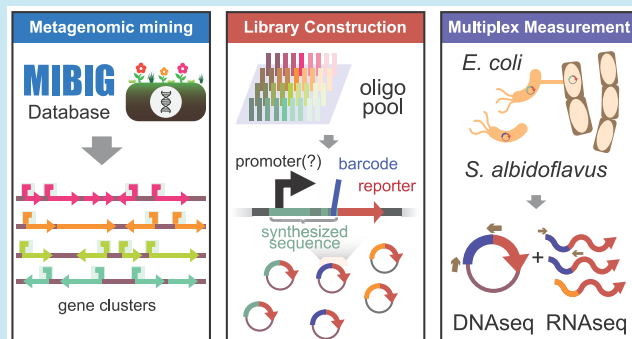 Metagenomic mining
MIBIG
Database
gene clusters
Library Construction
oligo
pool
promoter(?)
barcode
reporter
synthesized
sequence
Multiplex Measurement
E. coli
S. albidoflavus
+
DNAseq RNAseq